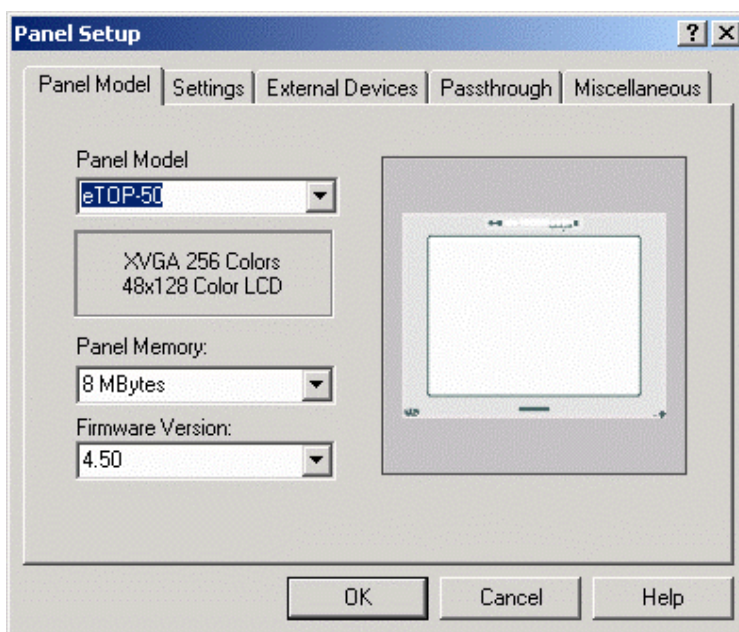 Panel Setup
Panel Model Settings External Devices Passthrough Miscellaneous
Panel Model
eTOP-50
XVGA 256 Colors
48x128 Color LCD
Panel Memory:
8 MBytes
Firmware Version:
4.50
OK Cancel Help